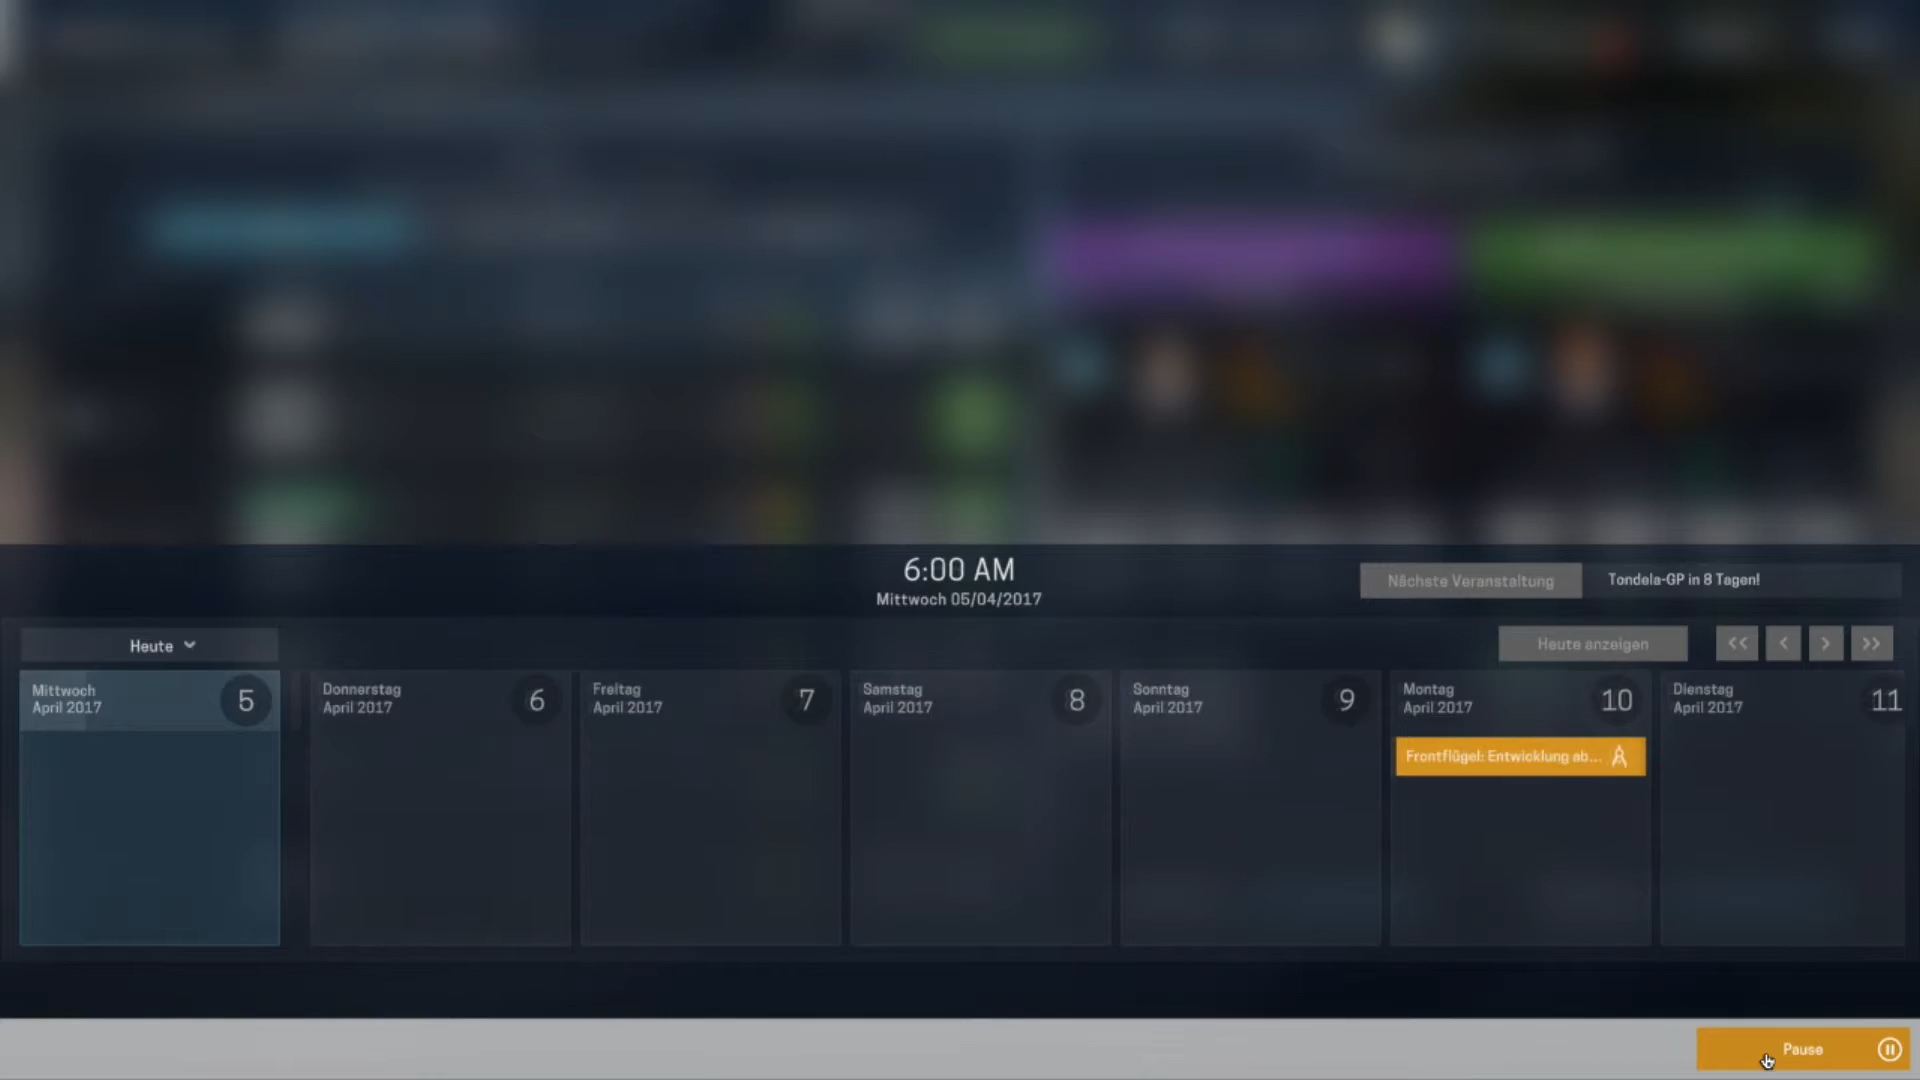 6:00 AM
Mittwoch 05/04/2017
Nächste Veranstaltung
Tondela-GP in 8 Tagen!
Heute
Heute anzeigen
<<
<
>
>>
Mittwoch
April 2017
5
Donnerstag
April 2017
6
Freitag
April 2017
7
Samstag
April 2017
8
Sonntag
April 2017
9
Montag
April 2017
10
Dienstag
April 2017
11
Frontflügel: Entwicklung ab...
Pause